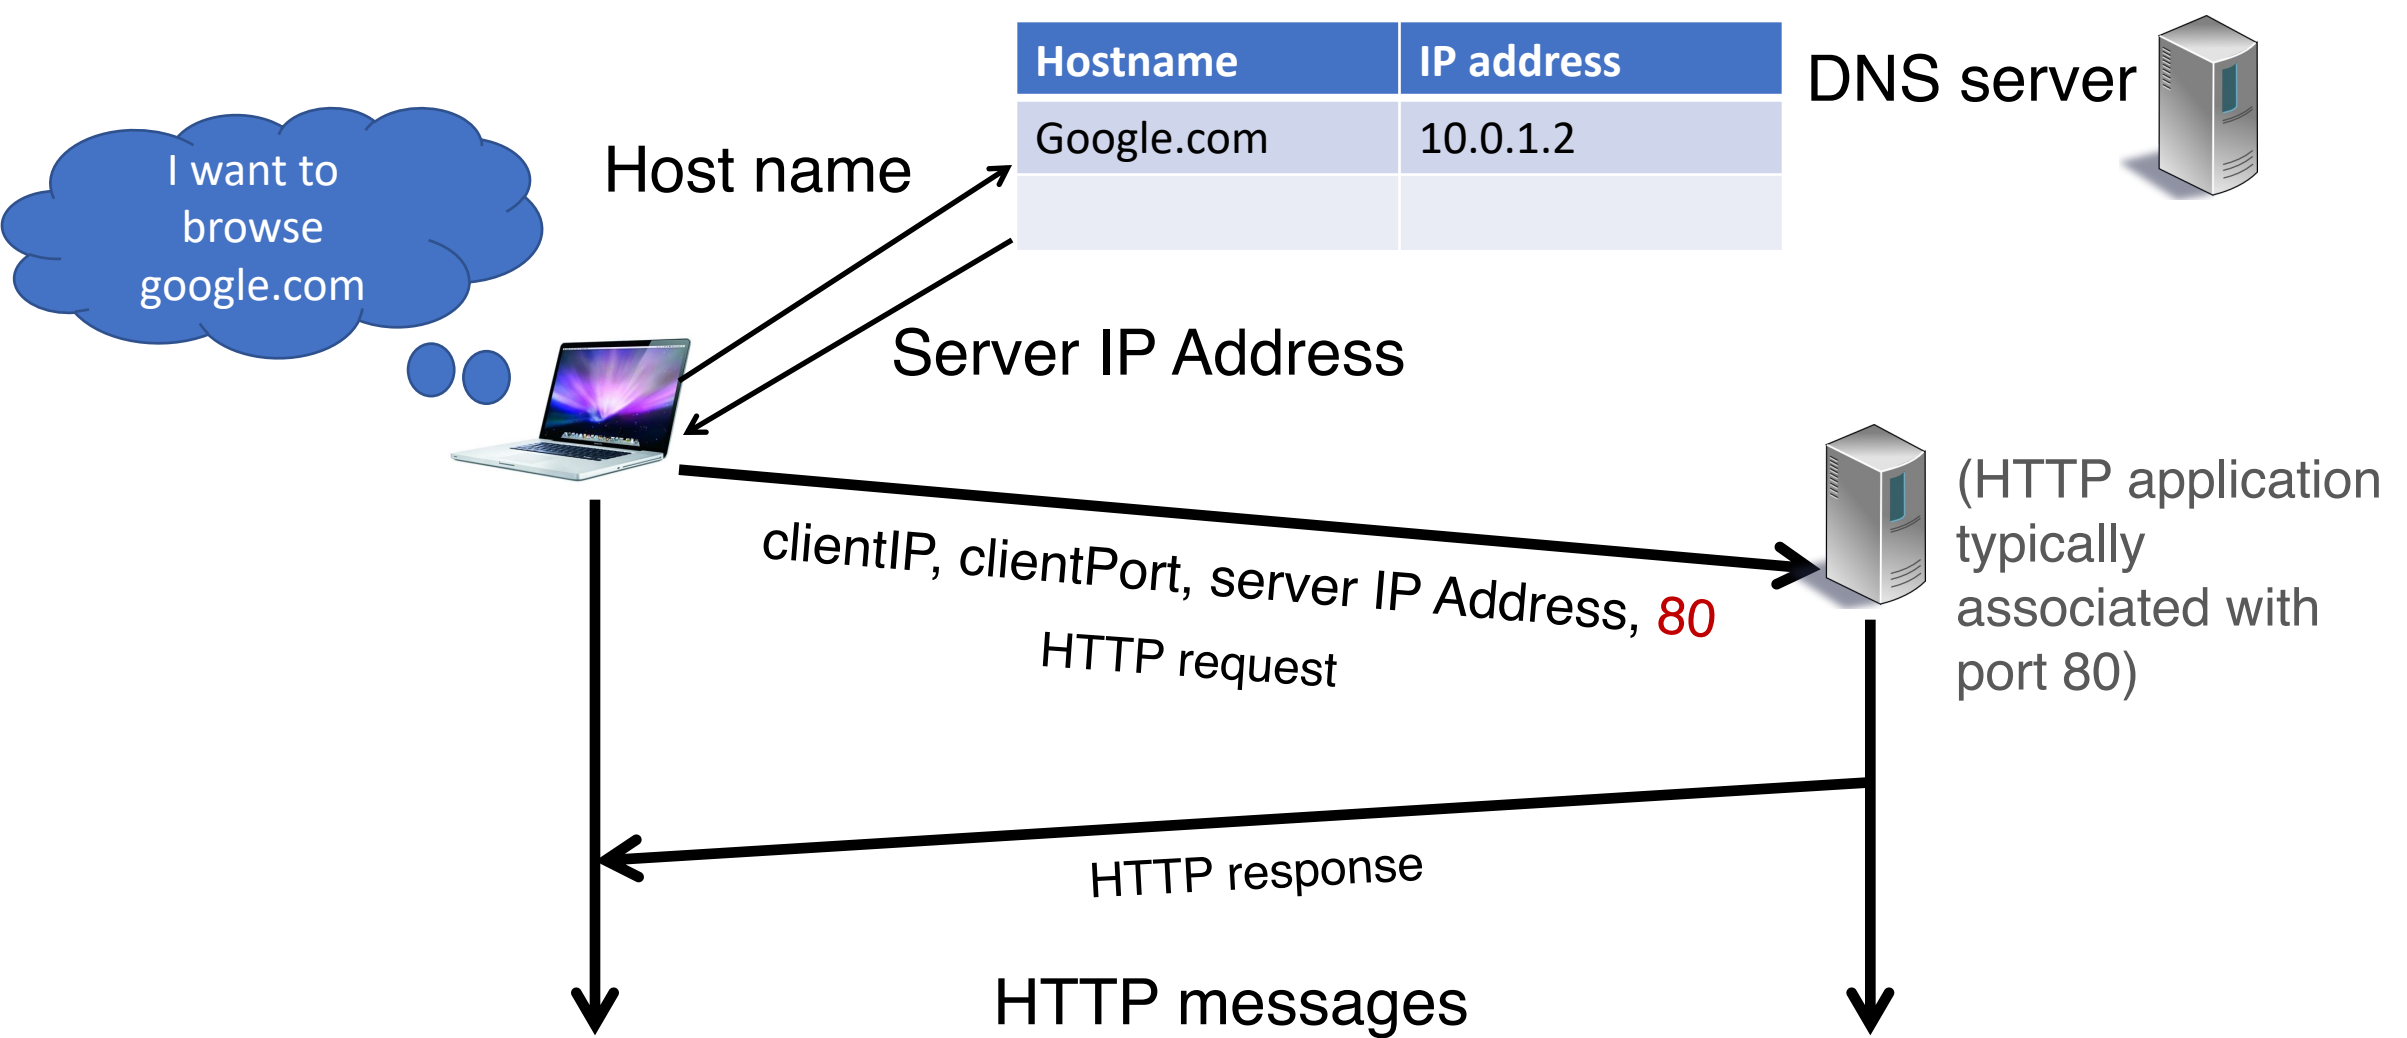 Hostname IP address
Google.com 10.0.1.2
DNS server
I want to
browse
google.com
Host name
Server IP Address
(HTTP application
typically
associated with
port 80)
clientIP, clientPort, server IP Address, 80
HTTP request
HTTP response
HTTP messages